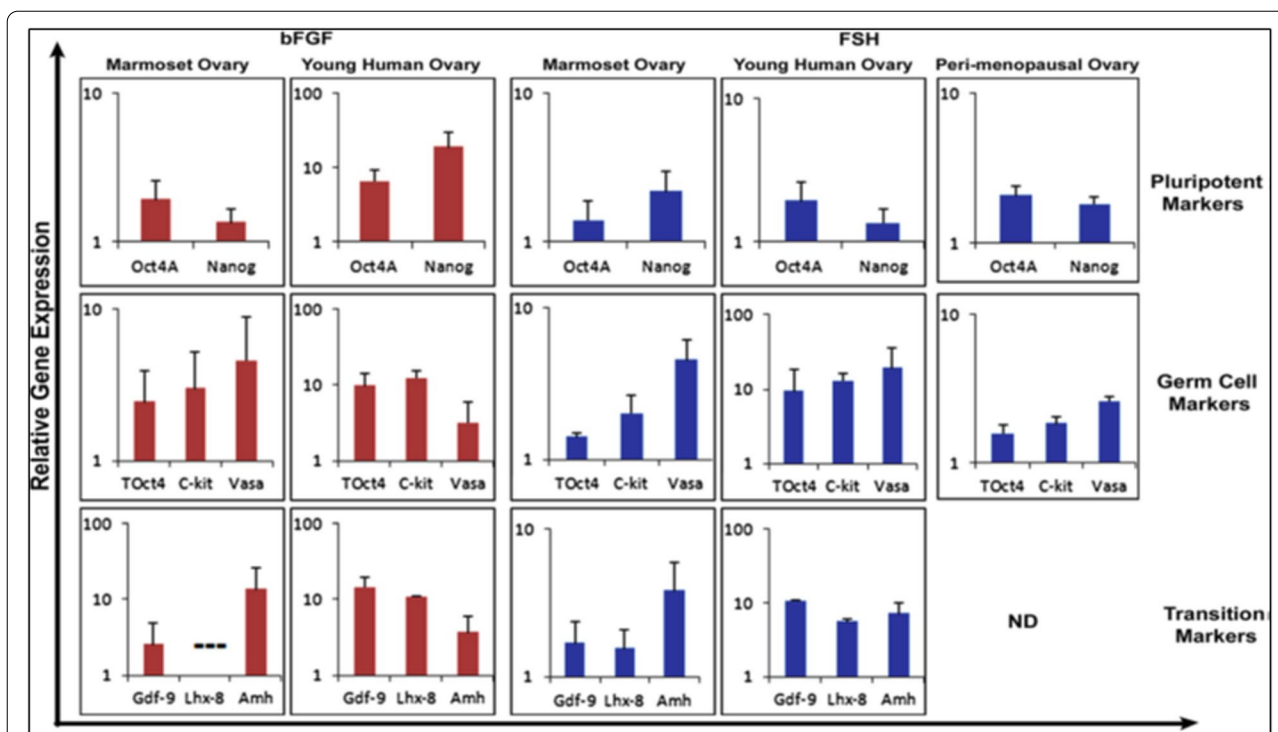 bFGF FSH
Marmoset Ovary Young Human Ovary Marmoset Ovary Young Human Ovary Peri-menopausal Ovary
Relative Gene Expression
10 100 10 10 10
10
1 1 1 1 1
Oct4A Nanog Oct4A Nanog Oct4A Nanog Oct4A Nanog Oct4A Nanog
Pluripotent
Markers
10 100 10 100 10
10 10
1 1 1 1 1
TOct4 C-kit Vasa TOct4 C-kit Vasa TOct4 C-kit Vasa TOct4 C-kit Vasa TOct4 C-kit Vasa
Germ Cell
Markers
100 100 10 100
10 10 10
---
1 1 1 1
Gdf-9 Lhx-8 Amh Gdf-9 Lhx-8 Amh Gdf-9 Lhx-8 Amh Gdf-9 Lhx-8 Amh
ND
Transition
Markers